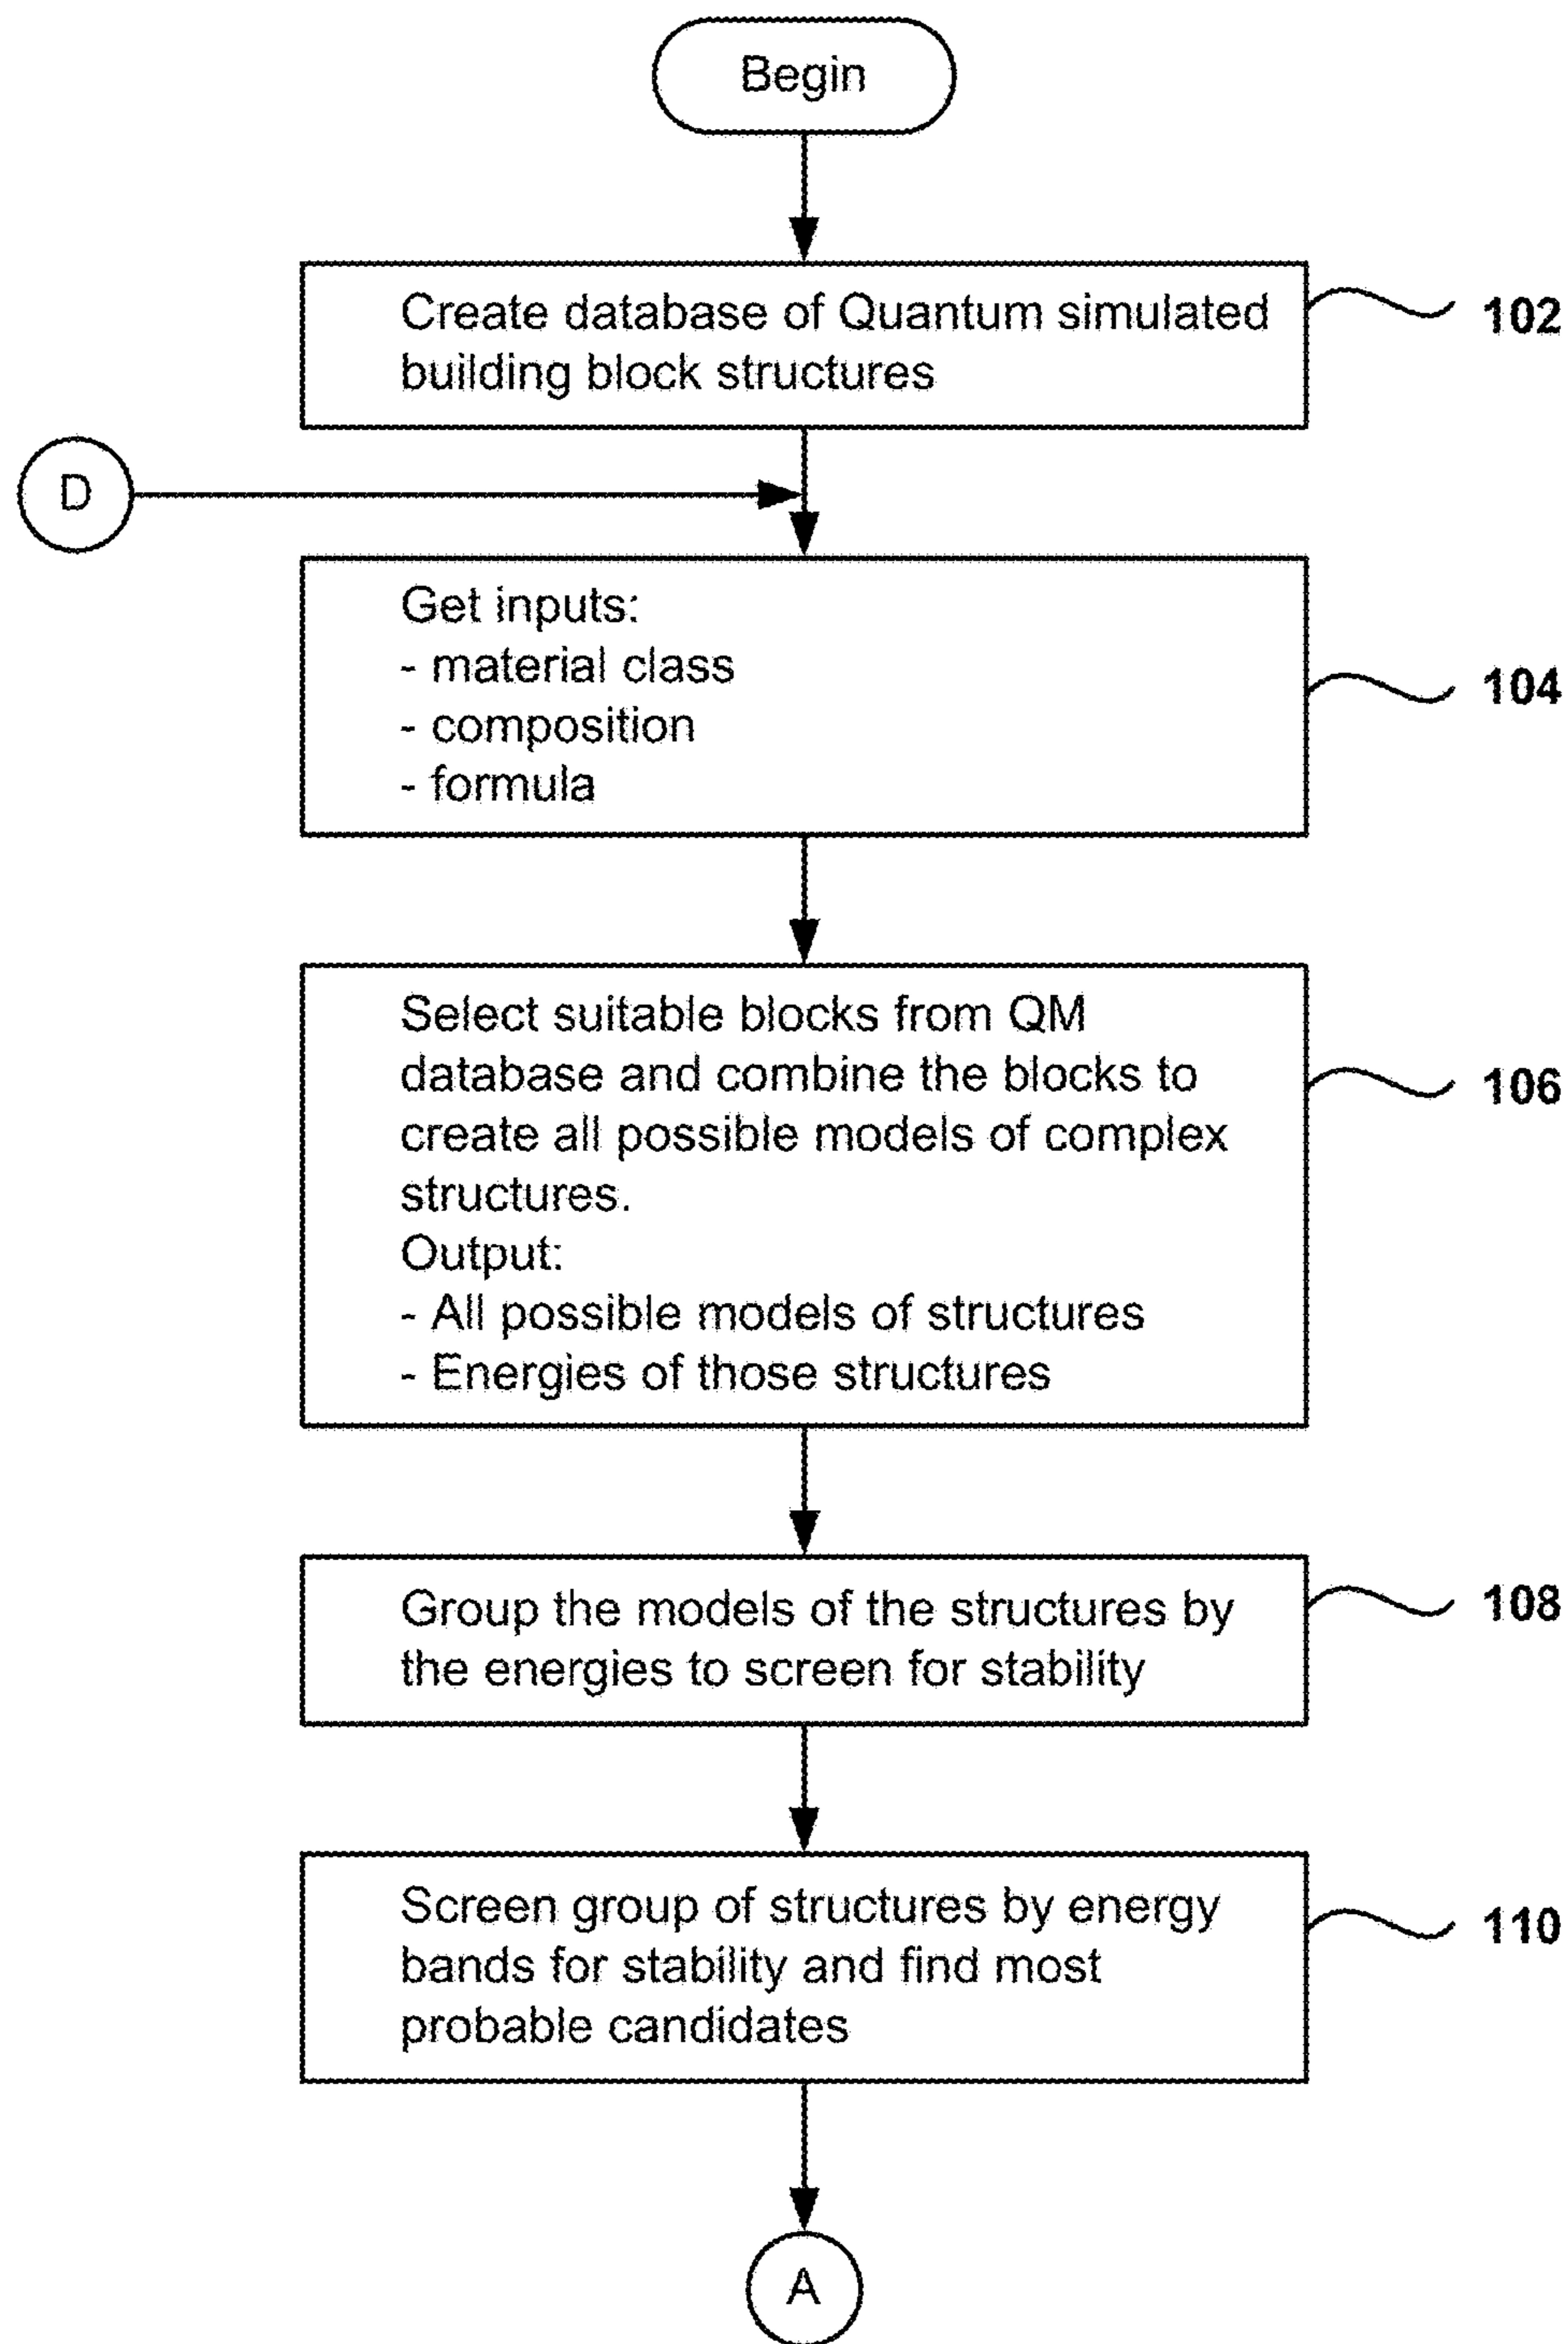 Begin
Create database of Quantum simulated
building block structures
102
D
Get inputs:
- material class
- composition
- formula
104
Select suitable blocks from QM
database and combine the blocks to
create all possible models of complex
structures.
Output:
- All possible models of structures
- Energies of those structures
106
Group the models of the structures by
the energies to screen for stability
108
Screen group of structures by energy
bands for stability and find most
probable candidates
110
A